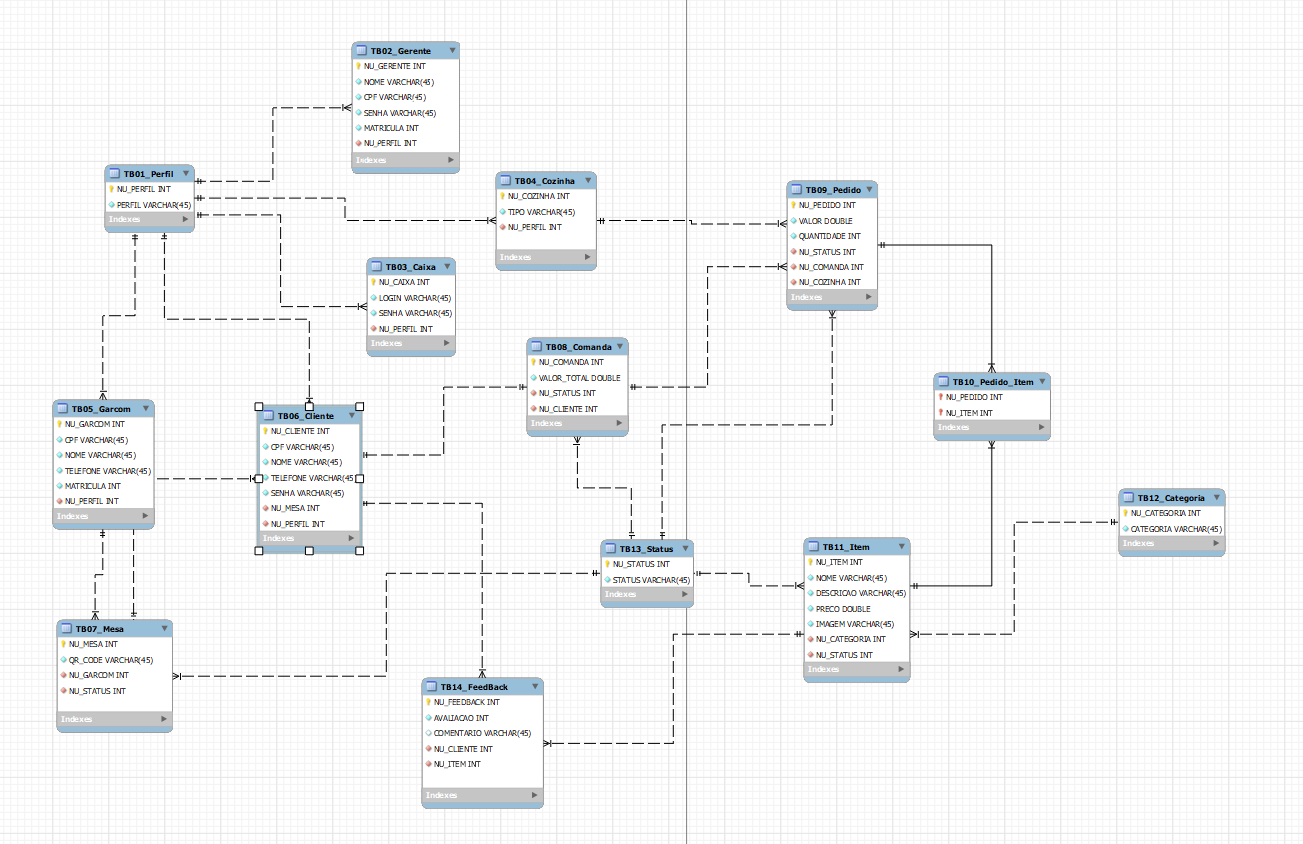 TB02_Gerente
NU_GERENTE INT
NOME VARCHAR(45)
CPF VARCHAR(45)
SENHA VARCHAR(45)
MATRICULA INT
NU_PERFIL INT
Indexes
TB01_Perfil
NU_PERFIL INT
PERFIL VARCHAR(45)
Indexes
TB04_Cozinha
NU_COZINHA INT
TIPO VARCHAR(45)
NU_PERFIL INT
Indexes
TB09_Pedido
NU_PEDIDO INT
VALOR DOUBLE
QUANTIDADE INT
NU_STATUS INT
NU_COMANDA INT
NU_COZINHA INT
Indexes
TB03_Caixa
NU_CAIXA INT
LOGIN VARCHAR(45)
SENHA VARCHAR(45)
NU_PERFIL INT
Indexes
TB08_Comanda
NU_COMANDA INT
VALOR_TOTAL DOUBLE
NU_STATUS INT
NU_CLIENTE INT
Indexes
TB10_Pedido_Item
NU_PEDIDO INT
NU_ITEM INT
Indexes
TB05_Garcom
NU_GARCOM INT
CPF VARCHAR(45)
NOME VARCHAR(45)
TELEFONE VARCHAR(45)
MATRICULA INT
NU_PERFIL INT
Indexes
TB06_Cliente
NU_CLIENTE INT
CPF VARCHAR(45)
NOME VARCHAR(45)
TELEFONE VARCHAR(45
SENHA VARCHAR(45)
NU_MESA INT
NU_PERFIL INT
Indexes
TB12_Categoria
NU_CATEGORIA INT
CATEGORIA VARCHAR(45)
Indexes
TB13_Status
NU_STATUS INT
STATUS VARCHAR(45)
Indexes
TB11_Item
NU_ITEM INT
NOME VARCHAR(45)
DESCRICAO VARCHAR(45)
PRECO DOUBLE
IMAGEM VARCHAR(45)
NU_CATEGORIA INT
NU_STATUS INT
Indexes
TB07_Mesa
NU_MESA INT
QR_CODE VARCHAR(45)
NU_GARCOM INT
NU_STATUS INT
Indexes
TB14_FeedBack
NU_FEEDBACK INT
AVALIACAO INT
COMENTARIO VARCHAR(45)
NU_CLIENTE INT
NU_ITEM INT
Indexes